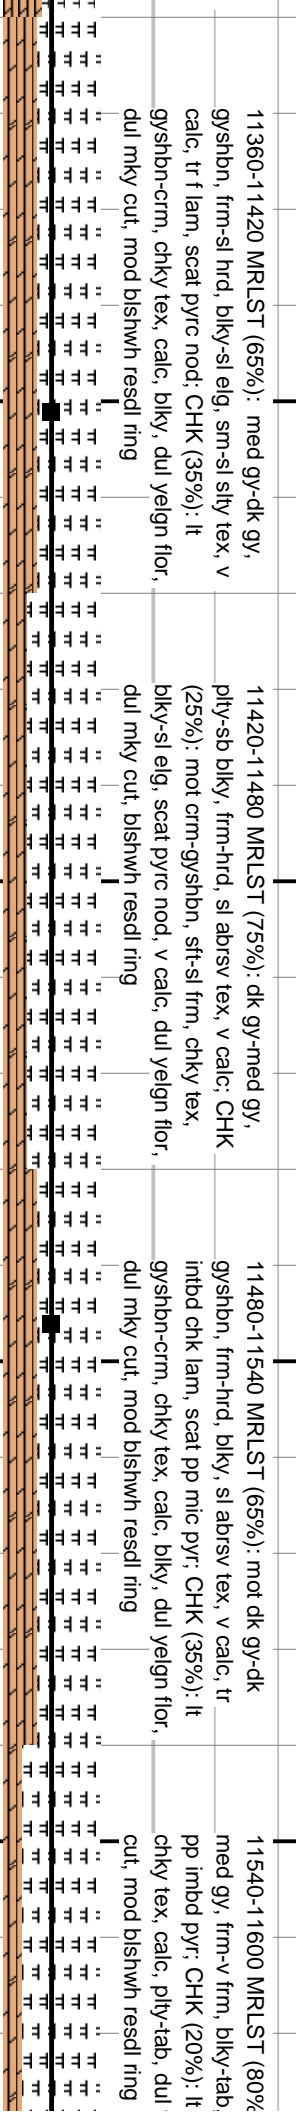 11360-11420 MRLST (65%):  med gy-dk gy,
gyshbn, frm-sl hrd, blky-sl elg, sm-sl slty tex, v
calc, tr f lam, scat pyrc nod; CHK (35%): lt
gyshbn-crm, chky tex, calc, blky, dul yelgn flor,
dul mky cut, mod blshwh resdl ring
11420-11480 MRLST (75%): dk gy-med gy,
plty-sb blky, frm-hrd, sl abrsv tex, v calc; CHK
(25%): mot crm-gyshbn, sft-sl frm, chky tex,
blky-sl elg, scat pyrc nod, v calc, dul yelgn flor,
dul mky cut, blshwh resdl ring
11480-11540 MRLST (65%): mot dk gy-dk
gyshbn, frm-hrd, blky, sl abrsv tex, v calc, tr
intbd chk lam, scat pp mic pyr; CHK (35%): lt
gyshbn-crm, chky tex, calc, blky, dul yelgn flor,
dul mky cut, mod blshwh resdl ring
11540-11600 MRLST (80%
med gy, frm-v frm, blky-tab,
pp imbd pyr; CHK (20%): lt
chky tex, calc, plty-tab, dul
cut, mod blshwh resdl ring